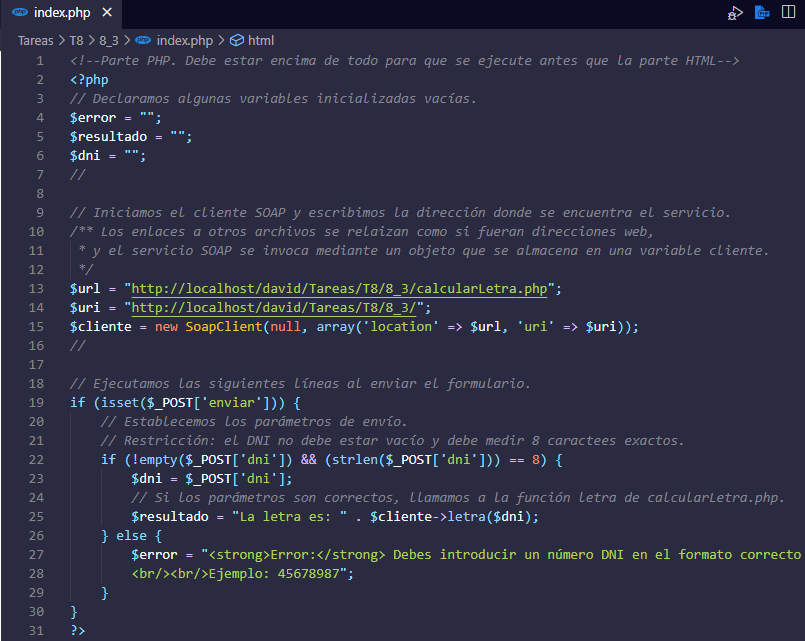 index.php
Tareas > T8 > 8_3 > index.php > html
1 <!--Parte PHP. Debe estar encima de todo para que se ejecute antes que la parte HTML-->
2 <?php
3 // Declaramos algunas variables inicializadas vacías.
4 $error = "";
5 $resultado = "";
6 $dni = "";
7 //
8
9 // Iniciamos el cliente SOAP y escribimos la dirección donde se encuentra el servicio.
10 /** Los enlaces a otros archivos se relaizan como si fueran direcciones web,
11  * y el servicio SOAP se invoca mediante un objeto que se almacena en una variable cliente.
12  */
13 $url = "http://localhost/david/Tareas/T8/8_3/calcularLetra.php";
14 $uri = "http://localhost/david/Tareas/T8/8_3/";
15 $cliente = new SoapClient(null, array('location' => $url, 'uri' => $uri));
16 //
17
18 // Ejecutamos las siguientes líneas al enviar el formulario.
19 if (isset($_POST['enviar'])) {
20     // Establecemos los parámetros de envío.
21     // Restricción: el DNI no debe estar vacío y debe medir 8 caractees exactos.
22     if (!empty($_POST['dni']) && (strlen($_POST['dni'])) == 8) {
23         $dni = $_POST['dni'];
24         // Si los parámetros son correctos, llamamos a la función letra de calcularLetra.php.
25         $resultado = "La letra es: " . $cliente->letra($dni);
26     } else {
27         $error = "<strong>Error:</strong> Debes introducir un número DNI en el formato correcto
28         <br/><br/>Ejemplo: 45678987";
29     }
30 }
31 ?>